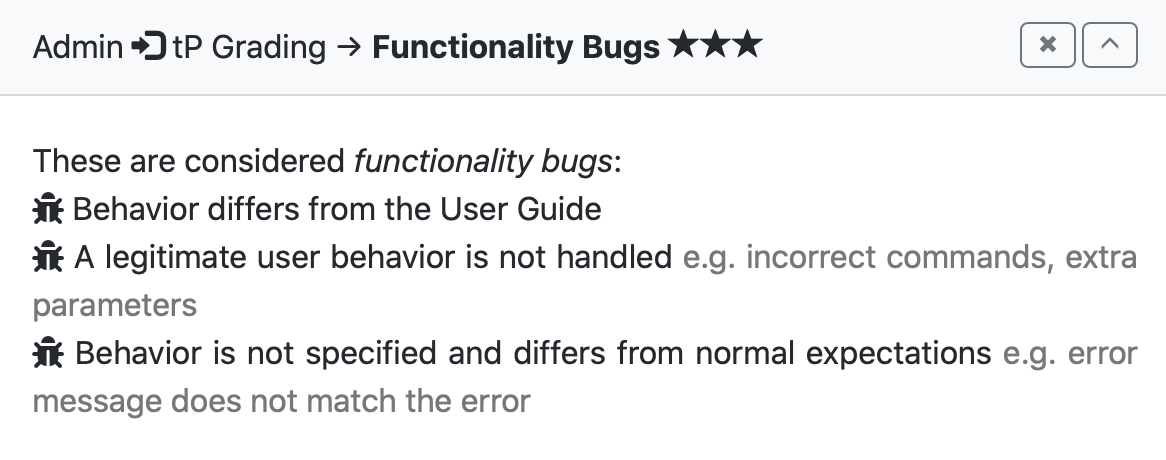 Admin tP Grading → Functionality Bugs ★★★
These are considered functionality bugs:
Behavior differs from the User Guide
A legitimate user behavior is not handled e.g. incorrect commands, extra
parameters
Behavior is not specified and differs from normal expectations e.g. error
message does not match the error